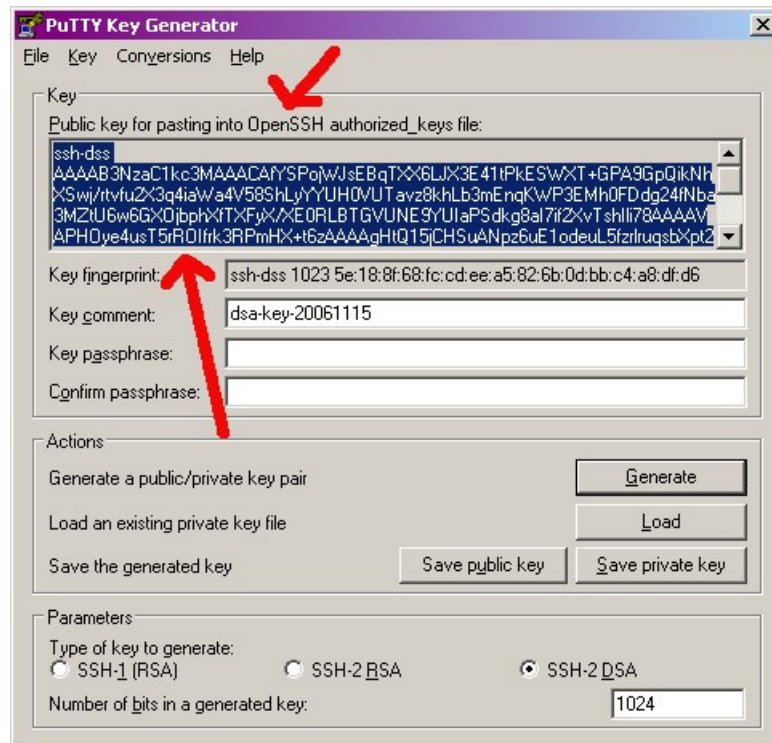 PuTTY Key Generator
File Key Conversions Help
Key
Public key for pasting into OpenSSH authorized_keys file:
ssh-dss
AAAAB3NzaC1kc3MAAACAfYSPojWJsEBqTXX6LJX3E41tPkESWXT+GPA9GpQikNh
XSwj/rtvfu2X3q4iaWa4V58ShLyYYUH0VUTavz8khLb3mEnqKWP3EMh0FDdg24fNba
3MZtU6w6GXOjbphXfTXFyX/XE0RLBTGVUNE9YUIaPSdkg8al7if2XvTshlIi78AAAAV
APHOye4usT5rROIfrk3RPmHX+t6zAAAAgHtQ15jCHSuANpz6uE1odeuL5fzrlruqsbXpt2
Key fingerprint: ssh-dss 1023 5e:18:8f:68:fc:cd:ee:a5:82:6b:0d:bb:c4:a8:df:d6
Key comment: dsa-key-20061115
Key passphrase:
Confirm passphrase:
Actions
Generate a public/private key pair Generate
Load an existing private key file Load
Save the generated key Save public key Save private key
Parameters
Type of key to generate:
SSH-1 (RSA) SSH-2 RSA SSH-2 DSA
Number of bits in a generated key: 1024